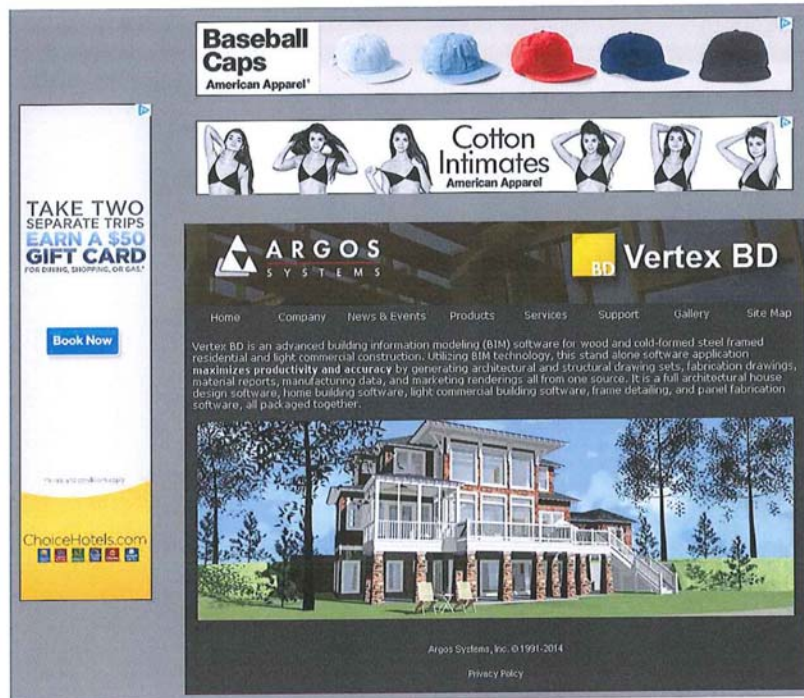 Baseball
Caps
American Apparel®
Cotton
Intimates
American Apparel
TAKE TWO
SEPARATE TRIPS
EARN A $50
GIFT CARD
FOR DINING, SHOPPING, OR GAS.*
Book Now
ChoiceHotels.com
ARGOS
SYSTEMS
BD
Vertex BD
Home Company News & Events Products Services Support Gallery Site Map
Vertex BD is an advanced building information modeling (BIM) software for wood and cold-formed steel framed
residential and light commercial construction. Utilizing BIM technology, this stand alone software application
maximizes productivity and accuracy by generating architectural and structural drawing sets, fabrication drawings,
material reports, manufacturing data, and marketing renderings all from one source. It is a full architectural house
design software, home building software, light commercial building software, frame detailing, and panel fabrication
software, all packaged together.
Argos Systems, Inc. © 1991-2014
Privacy Policy